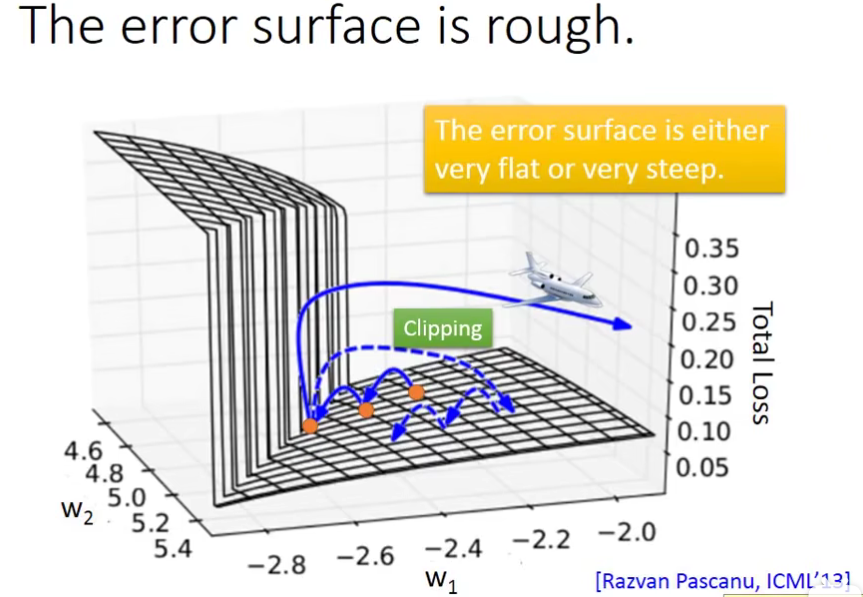 The error surface is rough.
The error surface is either
very flat or very steep.
Clipping
0.35
0.30
0.25
0.20
0.15
0.10
0.05
Total Loss
4.6
4.8
5.0
5.2
5.4
w₂
−2.8
−2.6
−2.4
−2.2
−2.0
w₁
[Razvan Pascanu, ICML’13]